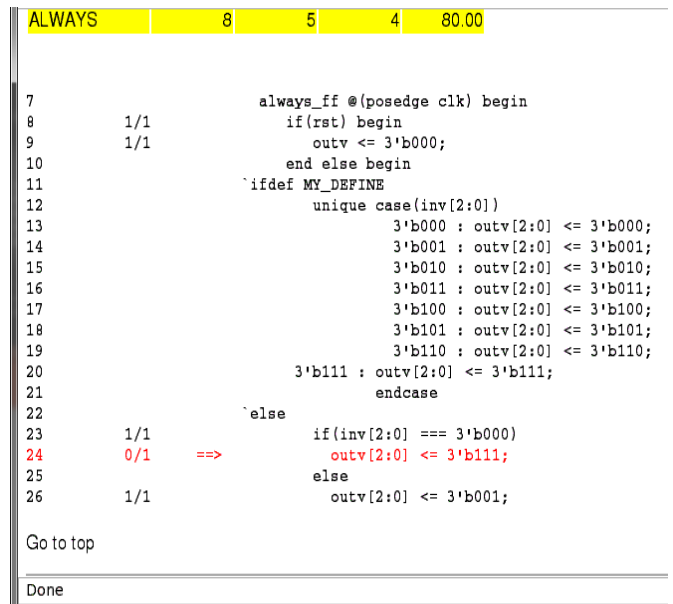 ALWAYS 8 5 4 80.00
7 always_ff @(posedge clk) begin
8 1/1 if(rst) begin
9 1/1 outv <= 3'b000;
10 end else begin
11 `ifdef MY_DEFINE
12 unique case(inv[2:0])
13 3'b000 : outv[2:0] <= 3'b000;
14 3'b001 : outv[2:0] <= 3'b001;
15 3'b010 : outv[2:0] <= 3'b010;
16 3'b011 : outv[2:0] <= 3'b011;
17 3'b100 : outv[2:0] <= 3'b100;
18 3'b101 : outv[2:0] <= 3'b101;
19 3'b110 : outv[2:0] <= 3'b110;
20 3'b111 : outv[2:0] <= 3'b111;
21 endcase
22 `else
23 1/1 if(inv[2:0] === 3'b000)
24 0/1 ==> outv[2:0] <= 3'b111;
25 else
26 1/1 outv[2:0] <= 3'b001;
Go to top
Done